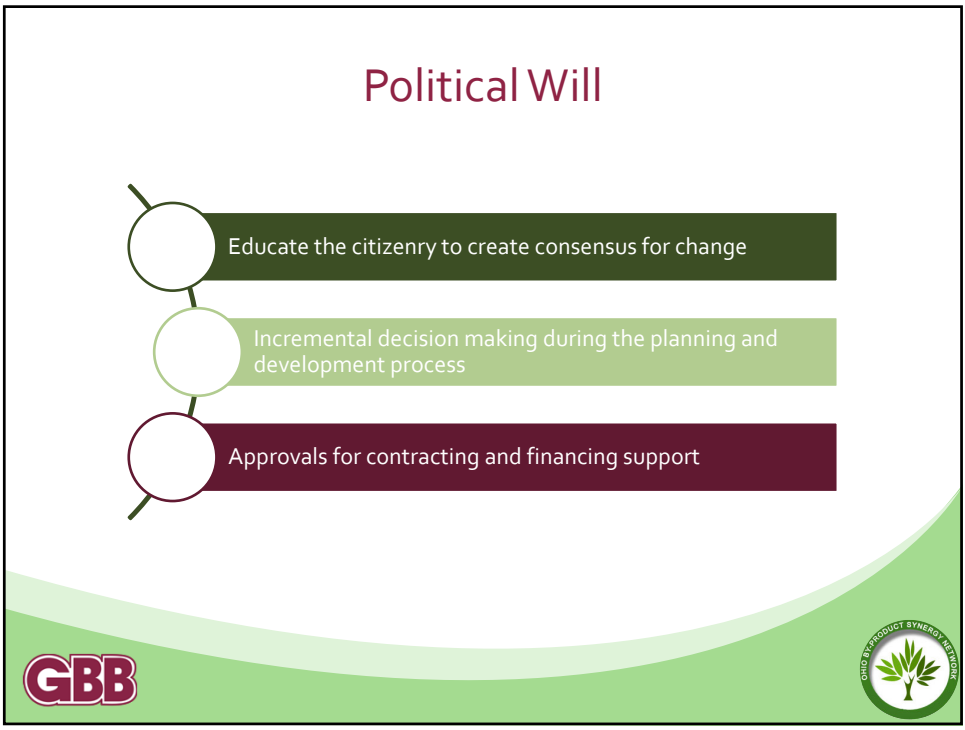 Political Will
Educate the citizenry to create consensus for change
Incremental decision making during the planning and
development process
Approvals for contracting and financing support
GBB
OHIO BY-PRODUCT SYNERGY NETWORK